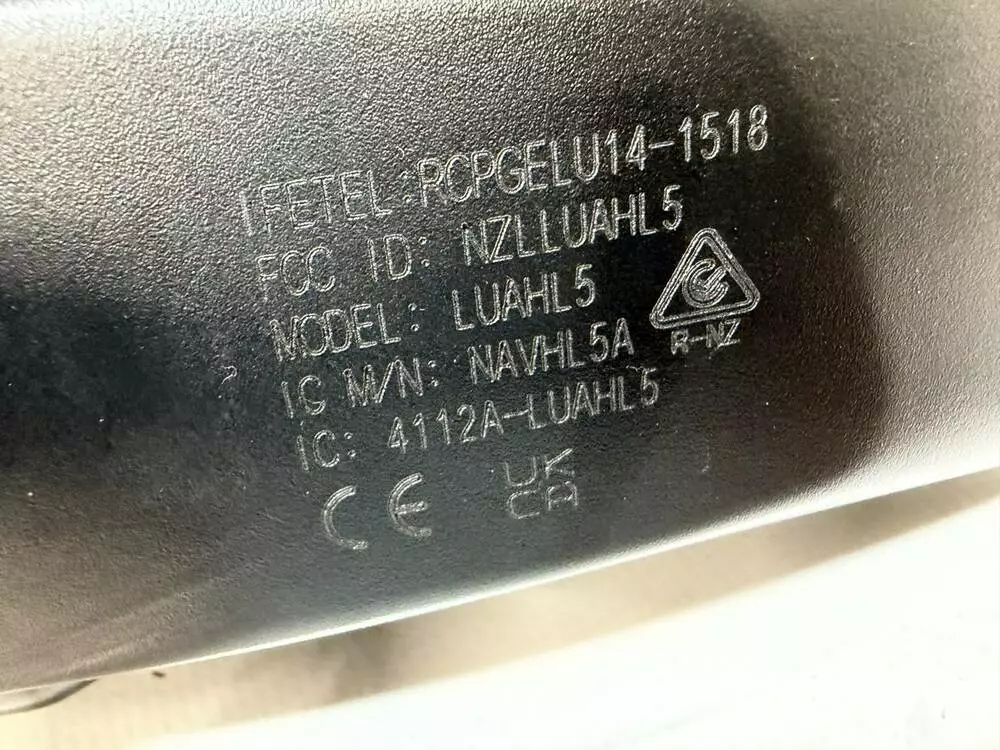 IFETEL:RCPGELU14-1518
FCC ID: NZLLUAHL5
MODEL: LUAHL5
IC M/N: NAVHL5A
R-NZ
IC: 4112A-LUAHL5
CE
UK
CA